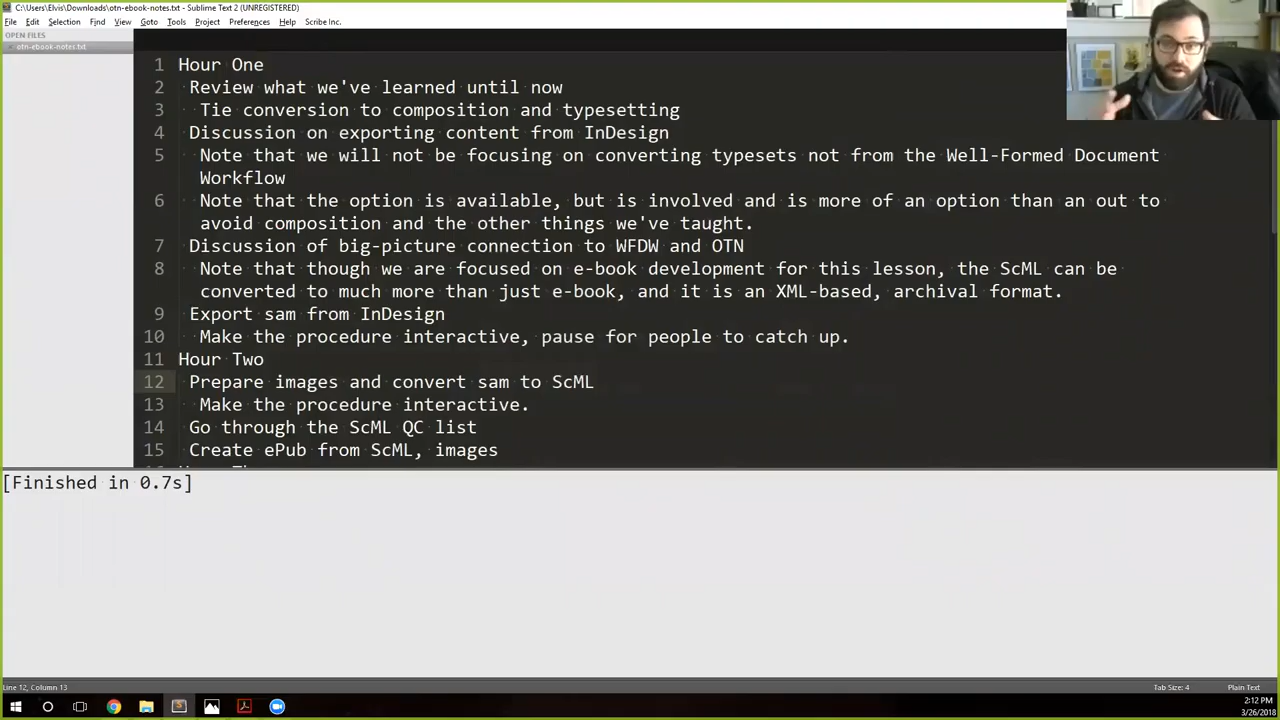 C:\Users\Elvis\Downloads\otn-ebook-notes.txt - Sublime Text 2 (UNREGISTERED)
File Edit Selection Find View Goto Tools Project Preferences Help Scribe Inc.
OPEN FILES
otn-ebook-notes.txt
1 Hour One
2 Review what we've learned until now
3 Tie conversion to composition and typesetting
4 Discussion on exporting content from InDesign
5 Note that we will not be focusing on converting typesets not from the Well-Formed Document
Workflow
6 Note that the option is available, but is involved and is more of an option than an out to
avoid composition and the other things we've taught.
7 Discussion of big-picture connection to WFDW and OTN
8 Note that though we are focused on e-book development for this lesson, the ScML can be
converted to much more than just e-book, and it is an XML-based, archival format.
9 Export sam from InDesign
10 Make the procedure interactive, pause for people to catch up.
11 Hour Two
12 Prepare images and convert sam to ScML
13 Make the procedure interactive.
14 Go through the ScML QC list
15 Create ePub from ScML, images
[Finished in 0.7s]
Line 12, Column 13
Tab Size: 4
Plain Text
2:12 PM
3/26/2018